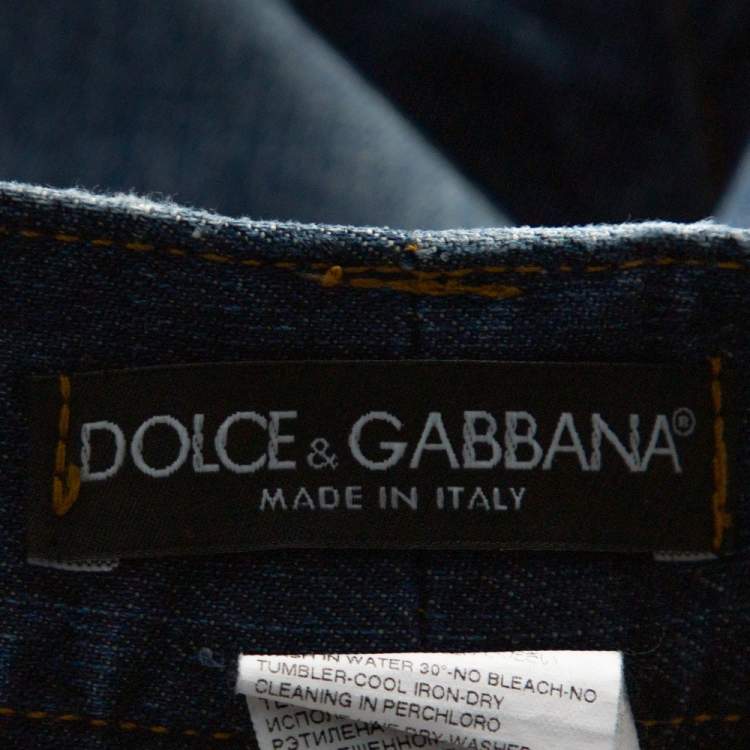 DOLCE & GABBANA®
MADE IN ITALY
IN WATER 30°-NO BLEACH-NO
TUMBLER-COOL IRON-DRY
CLEANING IN PERCHLORO